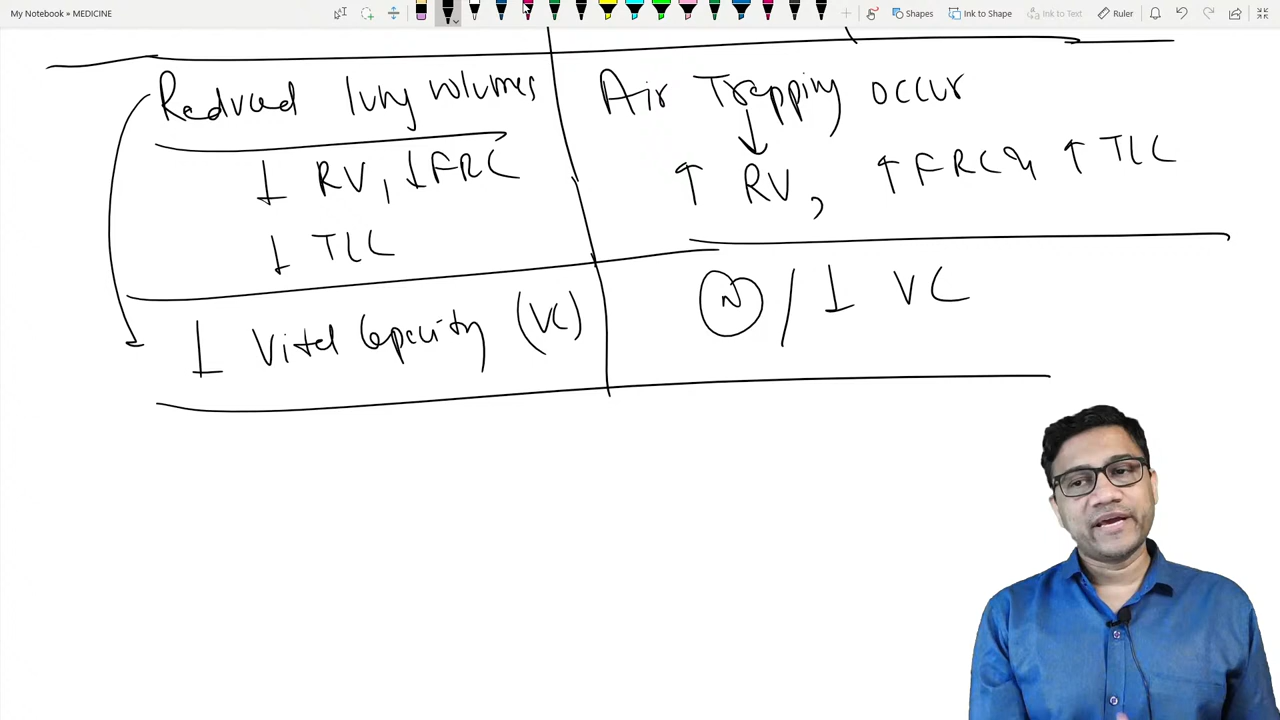 My Notebook » MEDICINE
Shapes
Ink to Shape
Ink to Text
Ruler
Reduced lung volumes
↓ RV, ↓ FRC
↓ TLC
↓ Vital Capacity (VC)
Air Trapping occur
↑ RV, ↑ FRC & ↑ TLC
N / ↓ VC